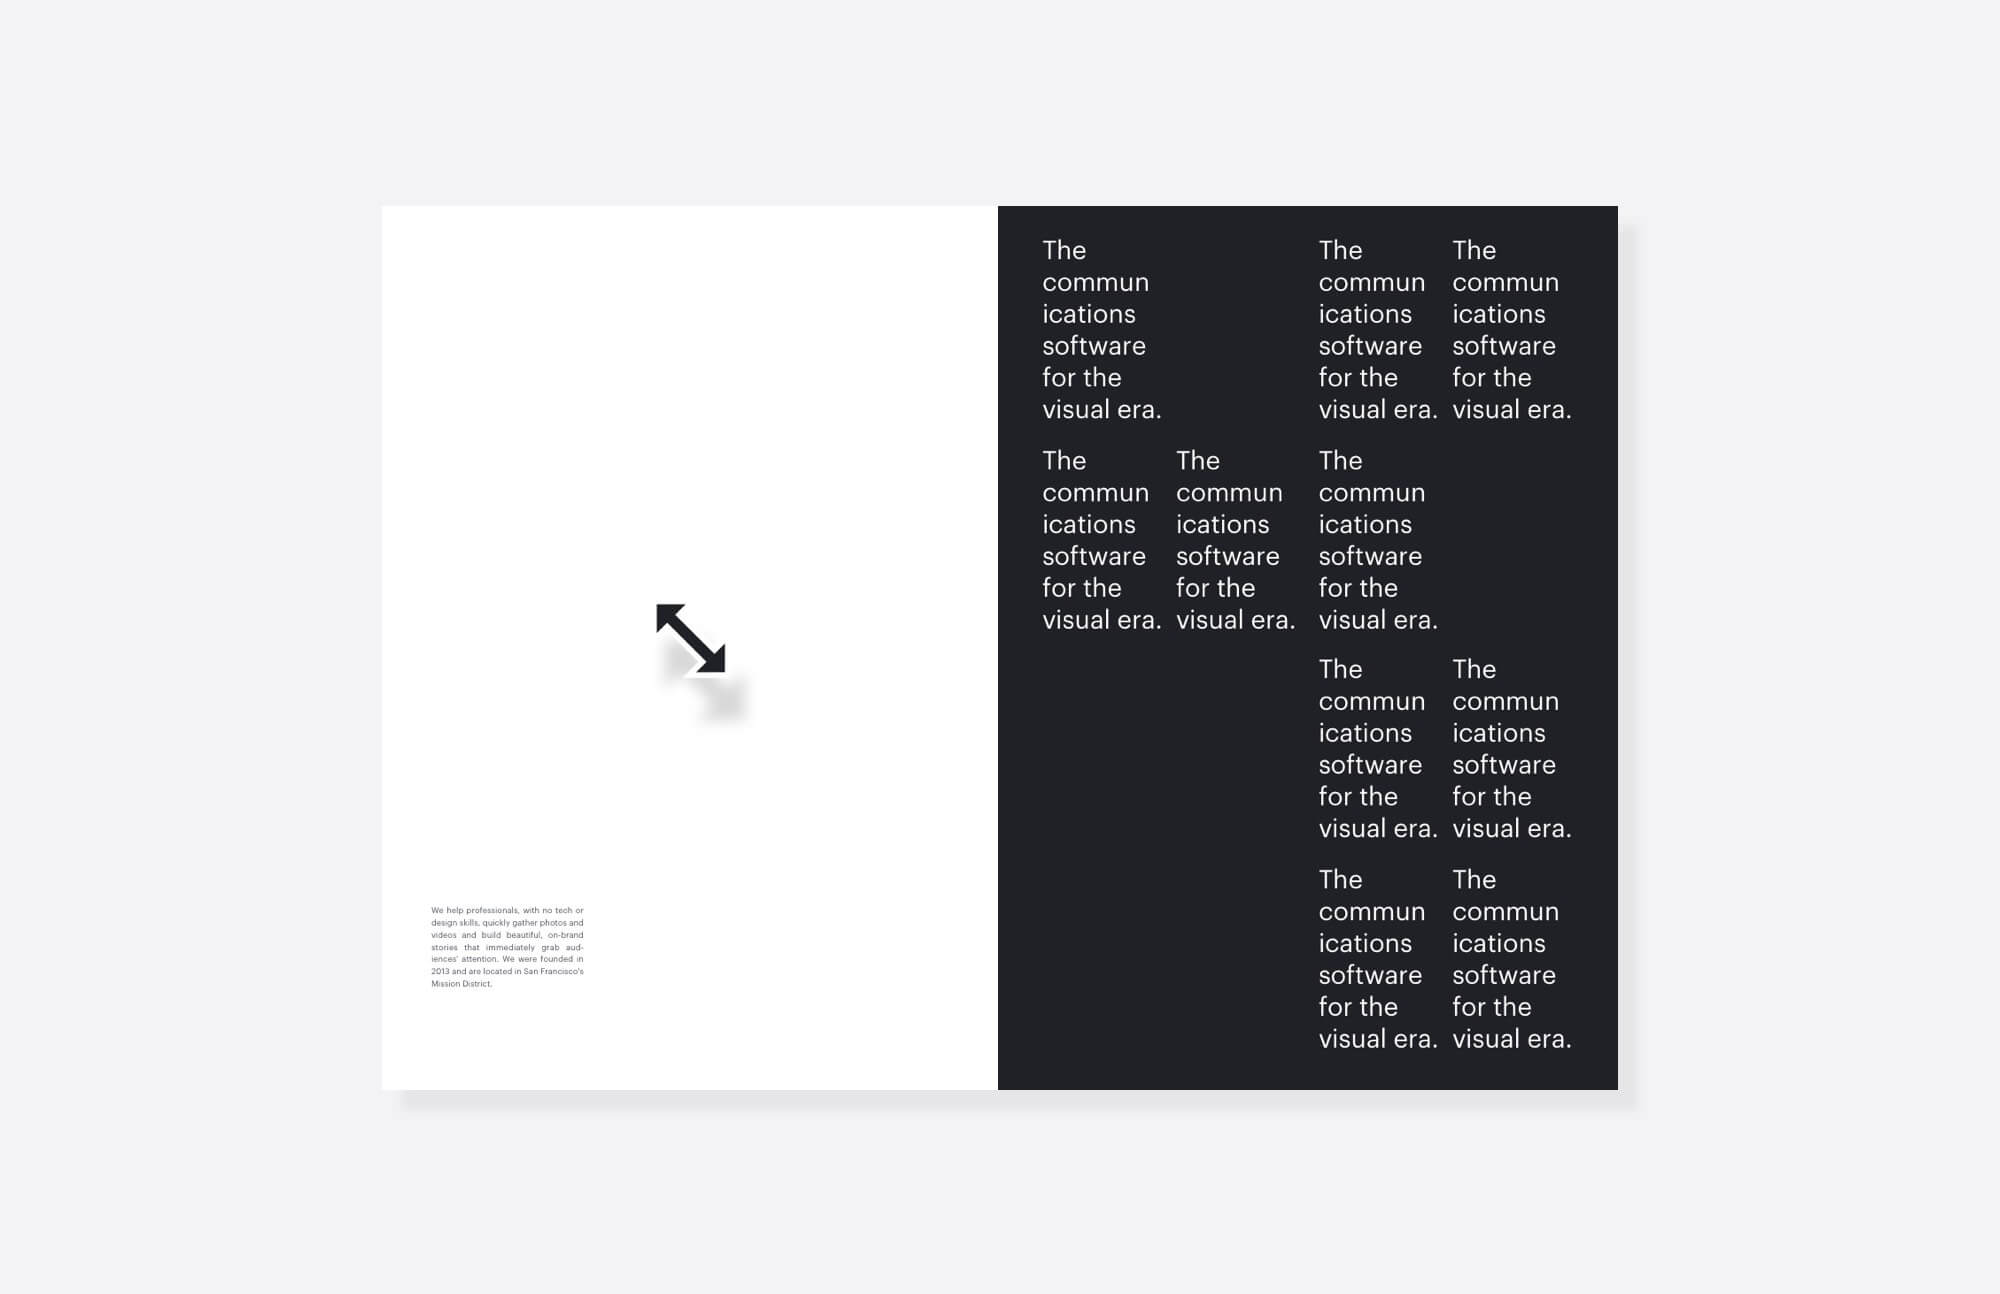 We help professionals, with no tech or
design skills, quickly gather photos and
videos and build beautiful, on-brand
stories that immediately grab aud-
iences' attention. We were founded in
2013 and are located in San Francisco's
Mission District.
The
commun
ications
software
for the
visual era.
The
commun
ications
software
for the
visual era.
The
commun
ications
software
for the
visual era.
The
commun
ications
software
for the
visual era.
The
commun
ications
software
for the
visual era.
The
commun
ications
software
for the
visual era.
The
commun
ications
software
for the
visual era.
The
commun
ications
software
for the
visual era.
The
commun
ications
software
for the
visual era.
The
commun
ications
software
for the
visual era.